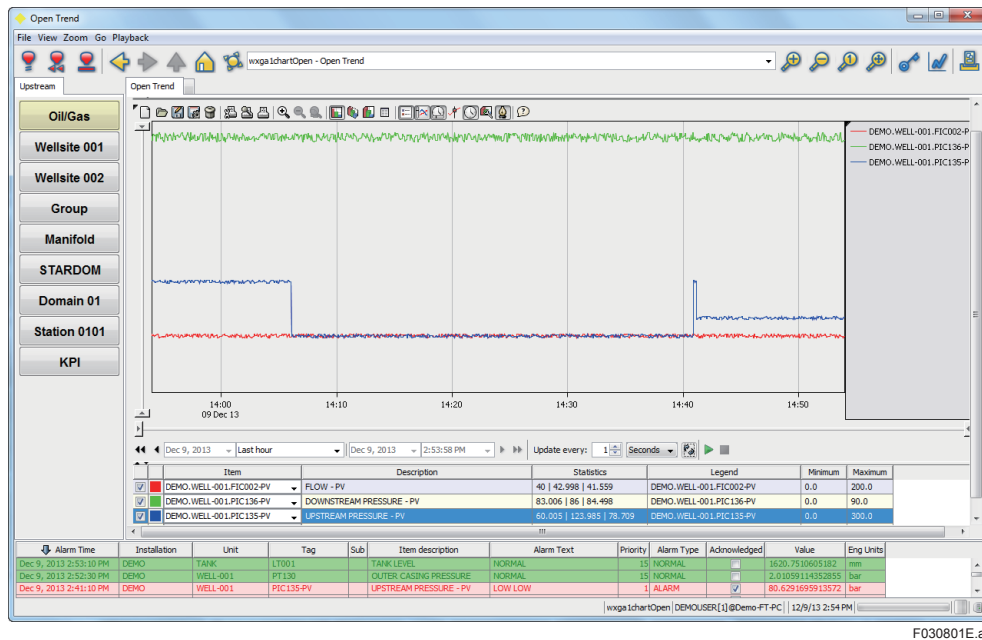 Open Trend
File View Zoom Go Playback
wxga1chartOpen - Open Trend
Upstream
Open Trend
Oil/Gas
Wellsite 001
Wellsite 002
Group
Manifold
STARDOM
Domain 01
Station 0101
KPI
DEMO.WELL-001.FIC002-P
DEMO.WELL-001.PIC136-P
DEMO.WELL-001.PIC135-P
14:00 14:10 14:20 14:30 14:40 14:50
09 Dec 13
Dec 9, 2013 Last hour Dec 9, 2013 2:53:58 PM Update every: 1 Seconds
Item Description Statistics Legend Minimum Maximum
DEMO.WELL-001.FIC002-PV FLOW - PV 40 | 42.998 | 41.559 DEMO.WELL-001.FIC002-PV 0.0 200.0
DEMO.WELL-001.PIC136-PV DOWNSTREAM PRESSURE - PV 83.006 | 86 | 84.498 DEMO.WELL-001.PIC136-PV 0.0 90.0
DEMO.WELL-001.PIC135-PV UPSTREAM PRESSURE - PV 60.005 | 123.985 | 78.709 DEMO.WELL-001.PIC135-PV 0.0 300.0
Alarm Time Installation Unit Tag Sub Item description Alarm Text Priority Alarm Type Acknowledged Value Eng Units
Dec 9, 2013 2:53:10 PM DEMO TANK LT001 TANK LEVEL NORMAL 15 NORMAL 1620.7510605182 mm
Dec 9, 2013 2:52:30 PM DEMO WELL-001 PT130 OUTER CASING PRESSURE NORMAL 15 NORMAL 2.01059114352855 bar
Dec 9, 2013 2:41:10 PM DEMO WELL-001 PIC135-PV UPSTREAM PRESSURE - PV LOW LOW 1 ALARM 80.6291695913572 bar
wxga1chartOpen DEMOUSER[1]@Demo-FT-PC 12/9/13 2:54 PM
F030801E.a